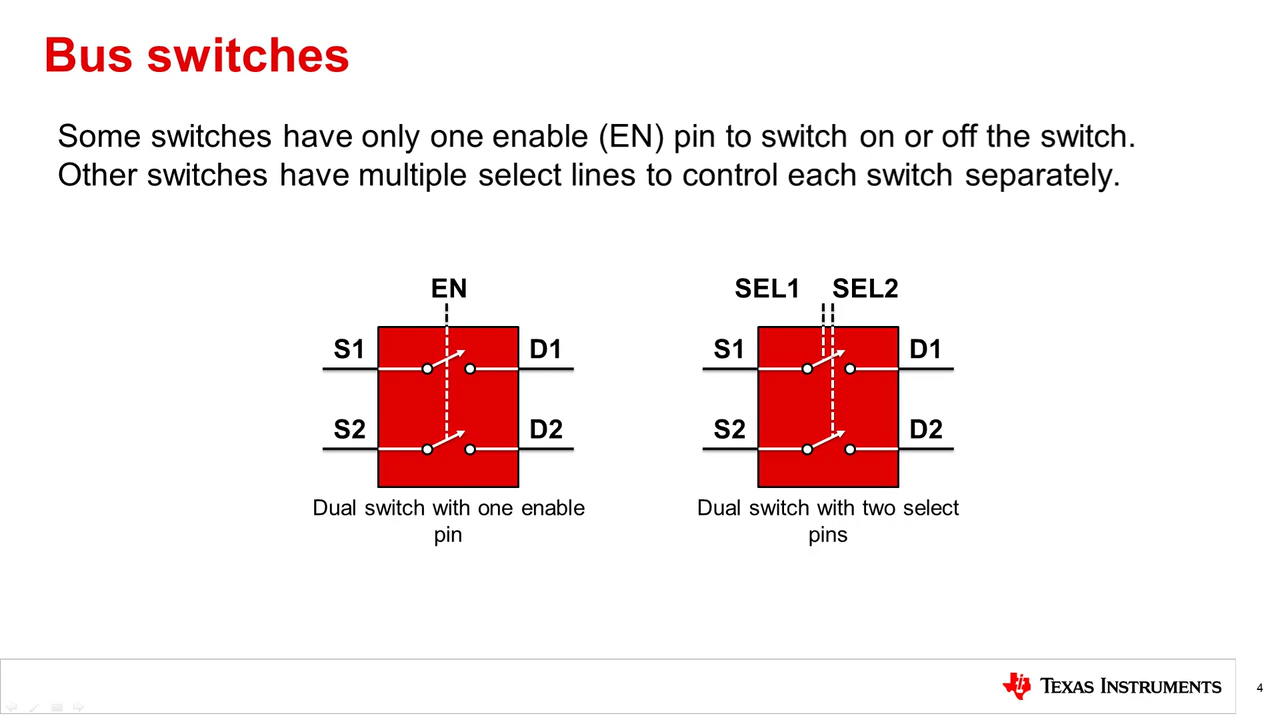 Bus switches
Some switches have only one enable (EN) pin to switch on or off the switch.
Other switches have multiple select lines to control each switch separately.
EN
S1
D1
S2
D2
Dual switch with one enable
pin
SEL1 SEL2
S1
D1
S2
D2
Dual switch with two select
pins
TEXAS INSTRUMENTS
4